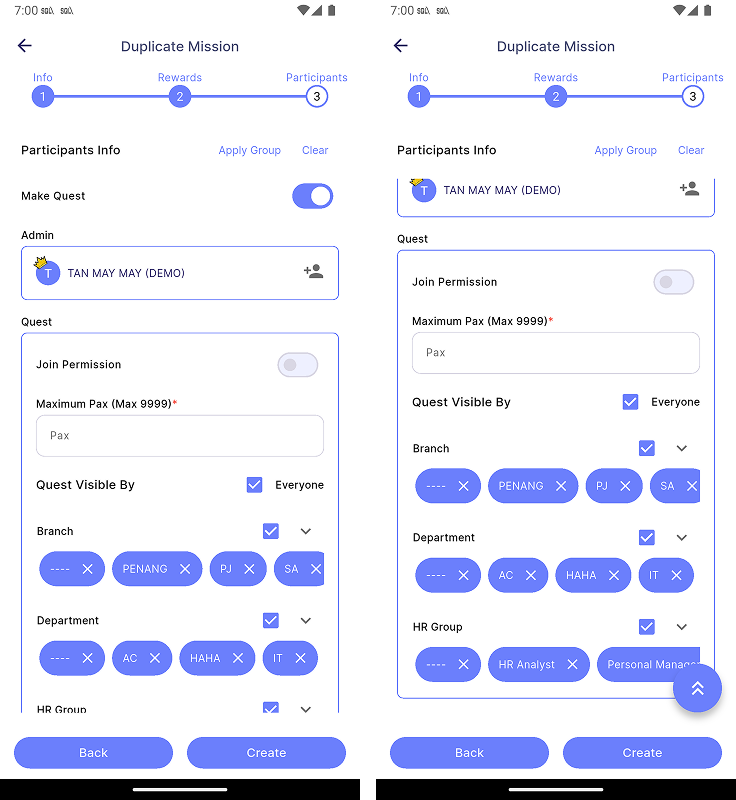 7:00
Duplicate Mission
Info Rewards Participants
1 2 3
Participants Info Apply Group Clear
Make Quest
Admin
T TAN MAY MAY (DEMO)
Quest
Join Permission
Maximum Pax (Max 9999)*
Pax
Quest Visible By Everyone
Branch
---- PENANG PJ SA
Department
---- AC HAHA IT
HR Group
Back Create
7:00
Duplicate Mission
Info Rewards Participants
1 2 3
Participants Info Apply Group Clear
T TAN MAY MAY (DEMO)
Quest
Join Permission
Maximum Pax (Max 9999)*
Pax
Quest Visible By Everyone
Branch
---- PENANG PJ SA
Department
---- AC HAHA IT
HR Group
---- HR Analyst Personal Manage
Back Create